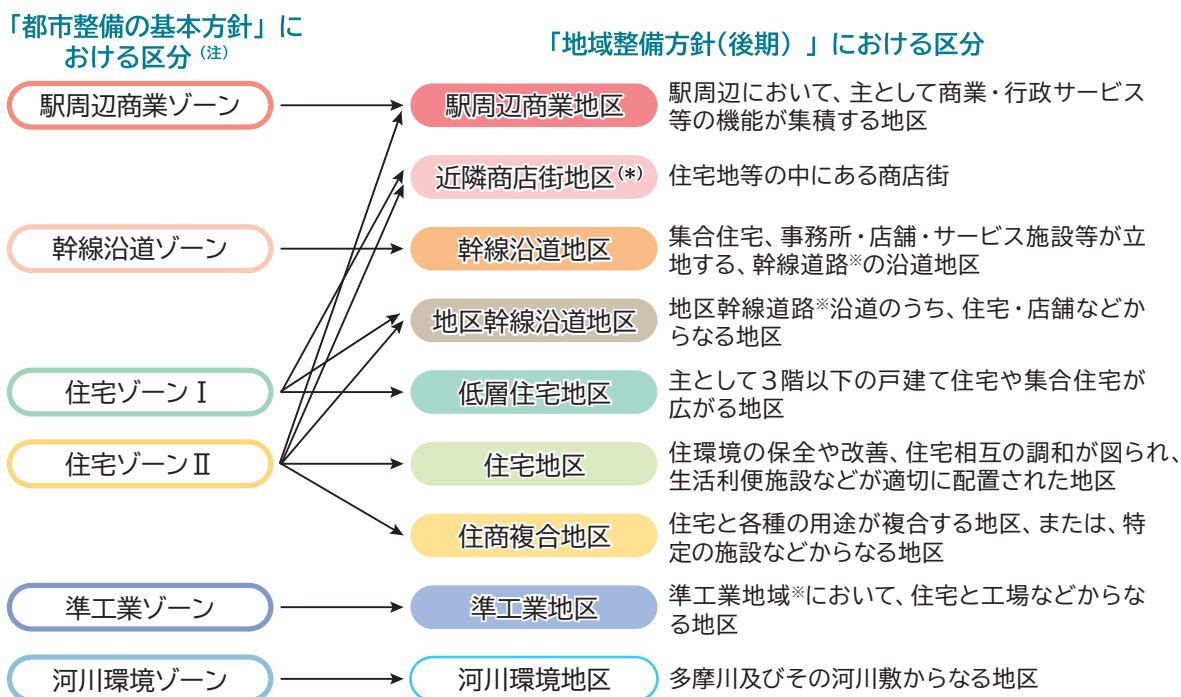 「都市整備の基本方針」に
おける区分(注)
「地域整備方針(後期)」における区分
駅周辺商業ゾーン
駅周辺商業地区
駅周辺において、主として商業・行政サービス
等の機能が集積する地区
近隣商店街地区(*)
住宅地等の中にある商店街
幹線沿道ゾーン
幹線沿道地区
集合住宅、事務所・店舗・サービス施設等が立
地する、幹線道路※の沿道地区
地区幹線沿道地区
地区幹線道路※沿道のうち、住宅・店舗などか
らなる地区
住宅ゾーンⅠ
低層住宅地区
主として3階以下の戸建て住宅や集合住宅が
広がる地区
住宅ゾーンⅡ
住宅地区
住環境の保全や改善、住宅相互の調和が図られ、
生活利便施設などが適切に配置された地区
住商複合地区
住宅と各種の用途が複合する地区、または、特
定の施設などからなる地区
準工業ゾーン
準工業地区
準工業地域※において、住宅と工場などからな
る地区
河川環境ゾーン
河川環境地区
多摩川及びその河川敷からなる地区